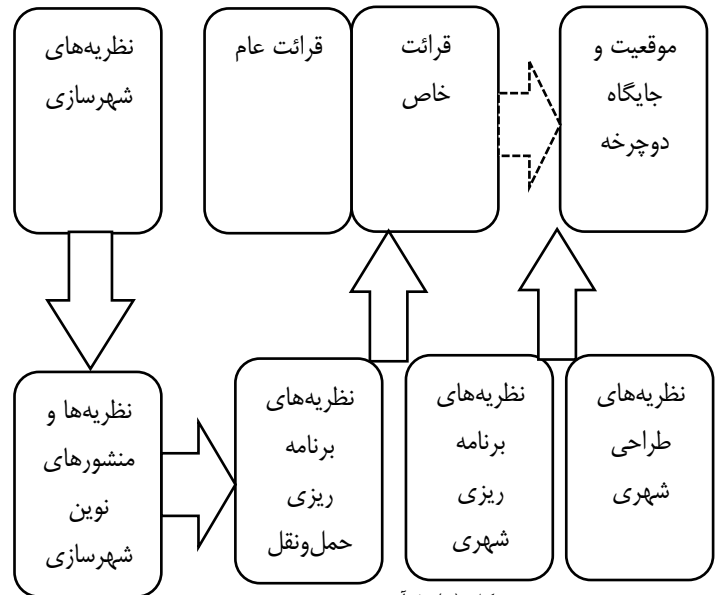 نظریه‌های
شهرسازی
قرائت عام
قرائت
خاص
موقعیت و
جایگاه
دوچرخه
نظریه‌ها و
منشورهای
نوین
شهرسازی
نظریه‌های
برنامه
ریزی
حمل‌ونقل
نظریه‌های
برنامه
ریزی
شهری
نظریه‌های
طراحی
شهری